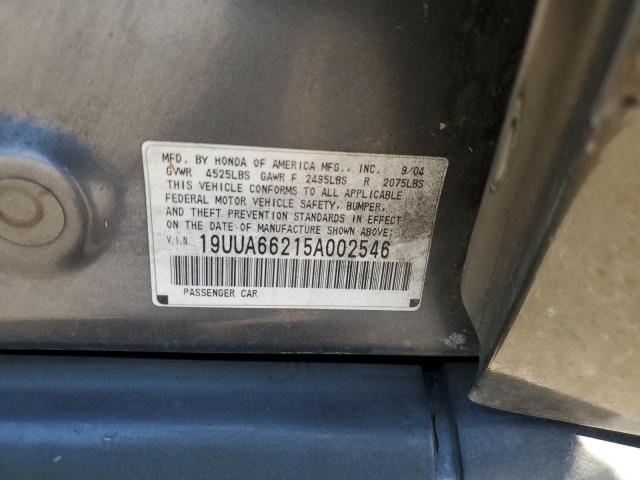 MFD. BY HONDA OF AMERICA MFG., INC. 9/04
GVWR 4525LBS GAWR F 2495LBS R 2075LBS
THIS VEHICLE CONFORMS TO ALL APPLICABLE
FEDERAL MOTOR VEHICLE SAFETY, BUMPER,
AND THEFT PREVENTION STANDARDS IN EFFECT
ON THE DATE OF MANUFACTURE SHOWN ABOVE:
V.I.N. 19UUA66215A002546
PASSENGER CAR